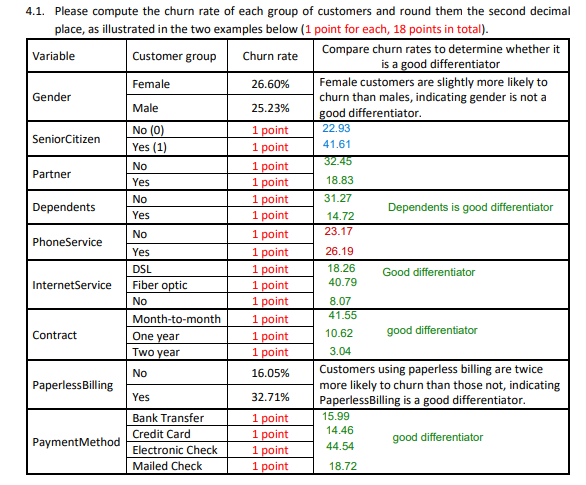 4.1. Please compute the churn rate of each group of customers and round them the second decimal
place, as illustrated in the two examples below (1 point for each, 18 points in total).
Variable Customer group Churn rate Compare churn rates to determine whether it
is a good differentiator
Gender Female 26.60% Female customers are slightly more likely to
churn than males, indicating gender is not a
Male 25.23% good differentiator.
SeniorCitizen No (0) 1 point 22.93
Yes (1) 1 point 41.61
Partner No 1 point 32.45
Yes 1 point 18.83
Dependents No 1 point 31.27 Dependents is good differentiator
Yes 1 point 14.72
PhoneService No 1 point 23.17
Yes 1 point 26.19
InternetService DSL 1 point 18.26 Good differentiator
Fiber optic 1 point 40.79
No 1 point 8.07
Contract Month-to-month 1 point 41.55
One year 1 point 10.62 good differentiator
Two year 1 point 3.04
PaperlessBilling No 16.05% Customers using paperless billing are twice
more likely to churn than those not, indicating
Yes 32.71% PaperlessBilling is a good differentiator.
PaymentMethod Bank Transfer 1 point 15.99
Credit Card 1 point 14.46 good differentiator
Electronic Check 1 point 44.54
Mailed Check 1 point 18.72